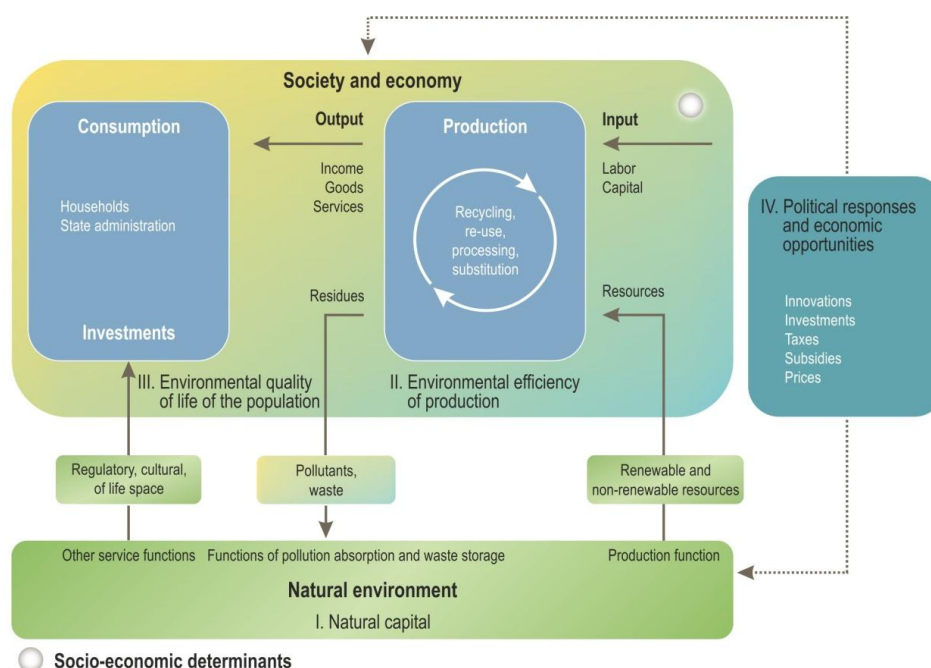 Society and economy
Consumption
Households
State administration
Investments
Output
Income
Goods
Services
Residues
Production
Recycling,
re-use,
processing,
substitution
Input
Labor
Capital
Resources
III. Environmental quality
of life of the population
II. Environmental efficiency
of production
IV. Political responses
and economic
opportunities
Innovations
Investments
Taxes
Subsidies
Prices
Regulatory, cultural,
of life space
Pollutants,
waste
Renewable and
non-renewable resources
Other service functions
Functions of pollution absorption and waste storage
Production function
Natural environment
I. Natural capital
Socio-economic determinants